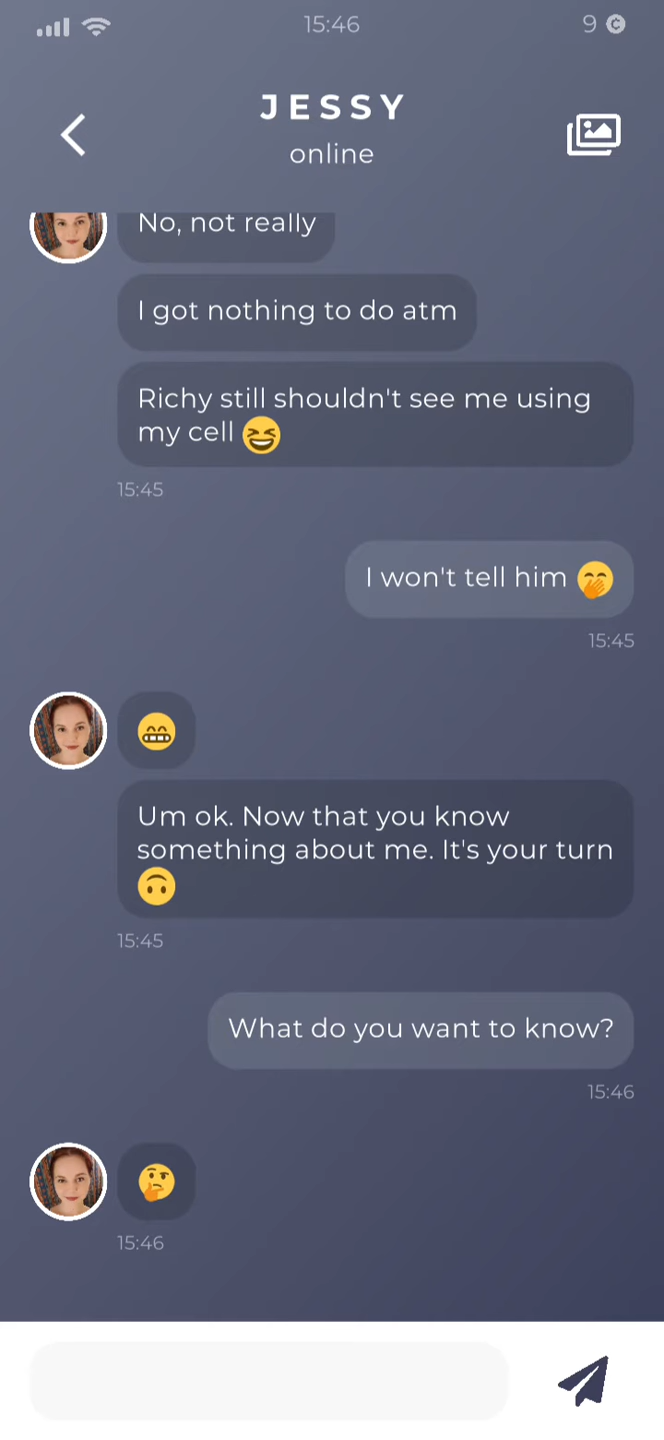 15:46
9
JESSY
online
No, not really
I got nothing to do atm
Richy still shouldn't see me using
my cell 😆
15:45
I won't tell him 🤭
15:45
😁
Um ok. Now that you know
something about me. It's your turn
🙃
15:45
What do you want to know?
15:46
🤔
15:46